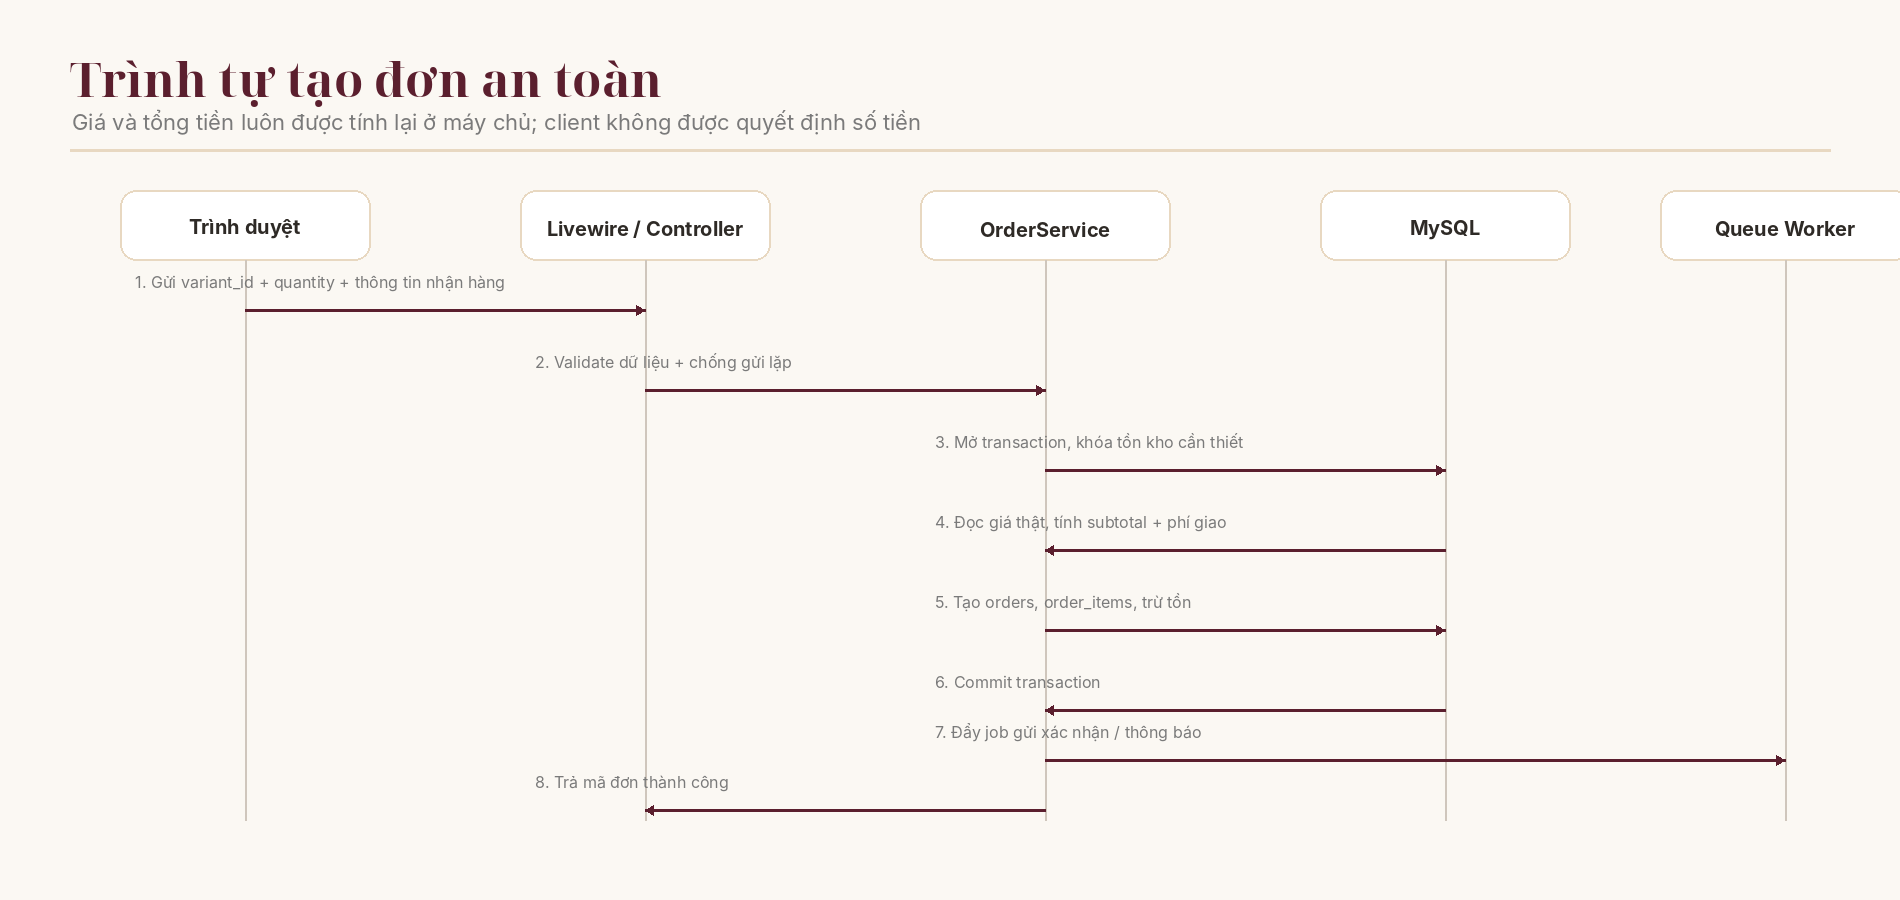 Trình tự tạo đơn an toàn
Giá và tổng tiền luôn được tính lại ở máy chủ; client không được quyết định số tiền
Trình duyệt
Livewire / Controller
OrderService
MySQL
Queue Worker
1. Gửi variant_id + quantity + thông tin nhận hàng
2. Validate dữ liệu + chống gửi lặp
3. Mở transaction, khóa tồn kho cần thiết
4. Đọc giá thật, tính subtotal + phí giao
5. Tạo orders, order_items, trừ tồn
6. Commit transaction
7. Đẩy job gửi xác nhận / thông báo
8. Trả mã đơn thành công